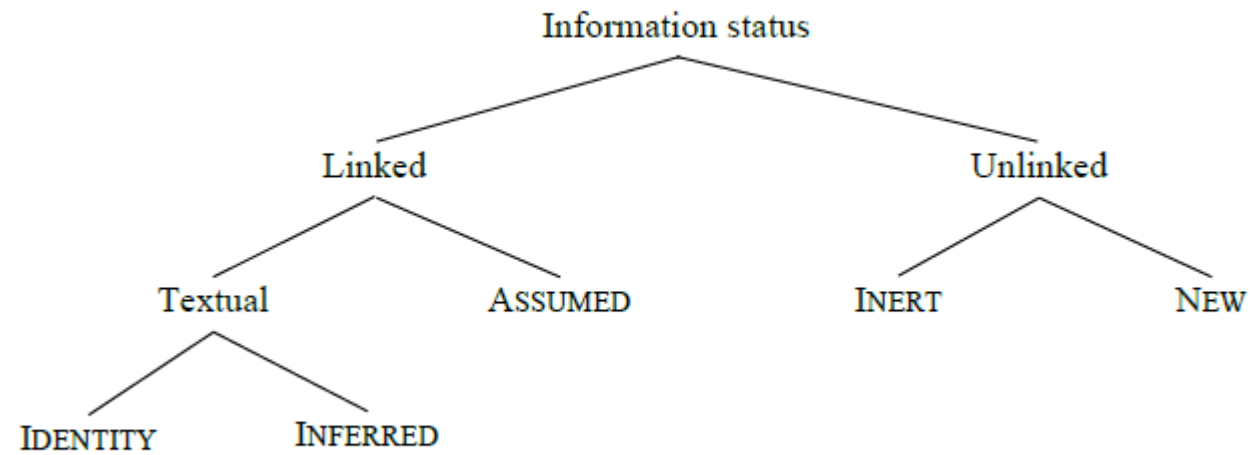 Information status
Linked Unlinked
Textual ASSUMED INERT NEW
IDENTITY INFERRED